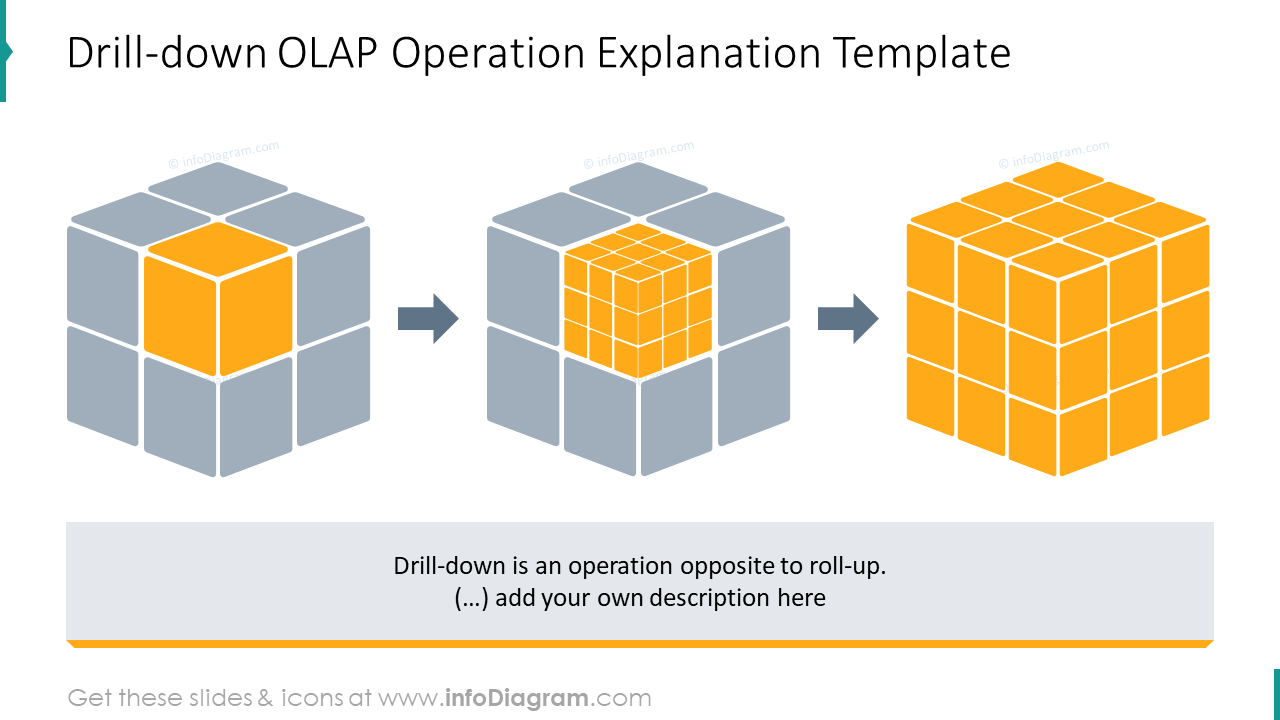 Drill-down OLAP Operation Explanation Template
© infoDiagram.com
© infoDiagram.com
© infoDiagram.com
Drill-down is an operation opposite to roll-up.
(...) add your own description here
Get these slides & icons at www.infoDiagram.com